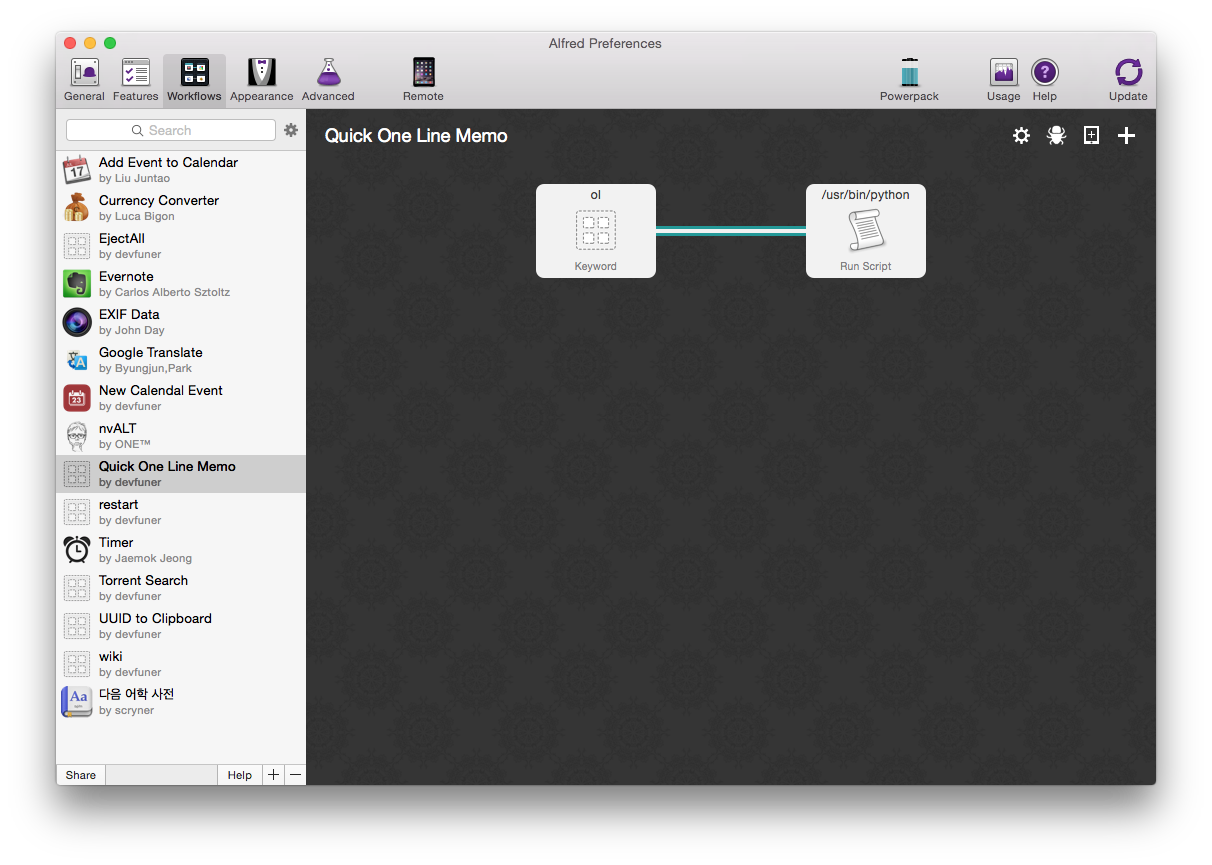 Alfred Preferences
General Features Workflows Appearance Advanced Remote Powerpack Usage Help Update
Search
Add Event to Calendar
by Liu Juntao
Currency Converter
by Luca Bigon
EjectAll
by devfuner
Evernote
by Carlos Alberto Sztoltz
EXIF Data
by John Day
Google Translate
by Byungjun,Park
New Calendal Event
by devfuner
nvALT
by ONE™
Quick One Line Memo
by devfuner
restart
by devfuner
Timer
by Jaemok Jeong
Torrent Search
by devfuner
UUID to Clipboard
by devfuner
wiki
by devfuner
다음 어학 사전
by scryner
Share
Help
Quick One Line Memo
ol
Keyword
/usr/bin/python
Run Script
17
23
Aa